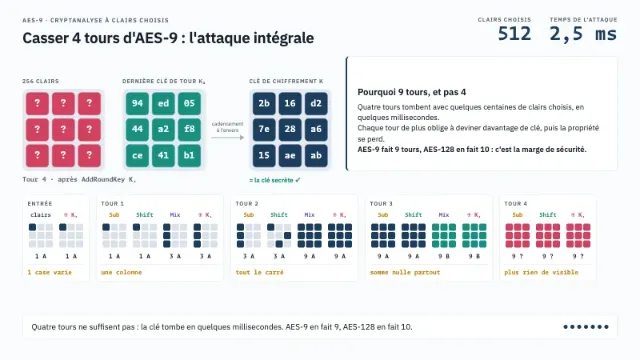 AES-9 · CRYPTANALYSE À CLAIRS CHOISIS
Casser 4 tours d'AES-9 : l'attaque intégrale
CLAIRS CHOISIS
512
TEMPS DE L'ATTAQUE
2,5 ms
256 CLAIRS
? ? ?
? ? ?
? ? ?
Tour 4 · après AddRoundKey K₄
DERNIÈRE CLÉ DE TOUR K₄
94 ed 05
44 a2 f8
ce 41 b1
cadencement
à l'envers
CLÉ DE CHIFFREMENT K
2b 16 d2
7e 28 a6
15 ae ab
= la clé secrète ✓
Pourquoi 9 tours, et pas 4
Quatre tours tombent avec quelques centaines de clairs choisis, en
quelques millisecondes.
Chaque tour de plus oblige à deviner davantage de clé, puis la propriété
se perd.
AES-9 fait 9 tours, AES-128 en fait 10 : c'est la marge de sécurité.
ENTRÉE
clairs ⊕ K₀
1 A 1 A
1 case varie
TOUR 1
Sub Shift Mix ⊕ K₁
1 A 1 A 3 A 3 A
une colonne
TOUR 2
Sub Shift Mix ⊕ K₂
3 A 3 A 9 A 9 A
tout le carré
TOUR 3
Sub Shift Mix ⊕ K₃
9 A 9 A 9 B 9 B
somme nulle partout
TOUR 4
Sub Shift ⊕ K₄
9 ? 9 ? 9 ?
plus rien de visible
Quatre tours ne suffisent pas : la clé tombe en quelques millisecondes. AES-9 en fait 9, AES-128 en fait 10.